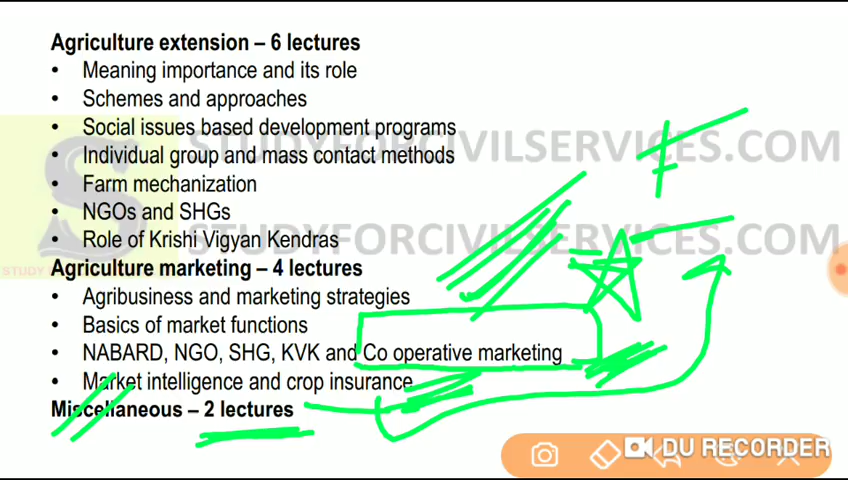 Agriculture extension – 6 lectures
• Meaning importance and its role
• Schemes and approaches
• Social issues based development programs
• Individual group and mass contact methods
• Farm mechanization
• NGOs and SHGs
• Role of Krishi Vigyan Kendras
Agriculture marketing – 4 lectures
• Agribusiness and marketing strategies
• Basics of market functions
• NABARD, NGO, SHG, KVK and Co operative marketing
• Market intelligence and crop insurance
Miscellaneous – 2 lectures
STUDYFORCIVILSERVICES.COM
STUDYFORCIVILSERVICES.COM
DU RECORDER